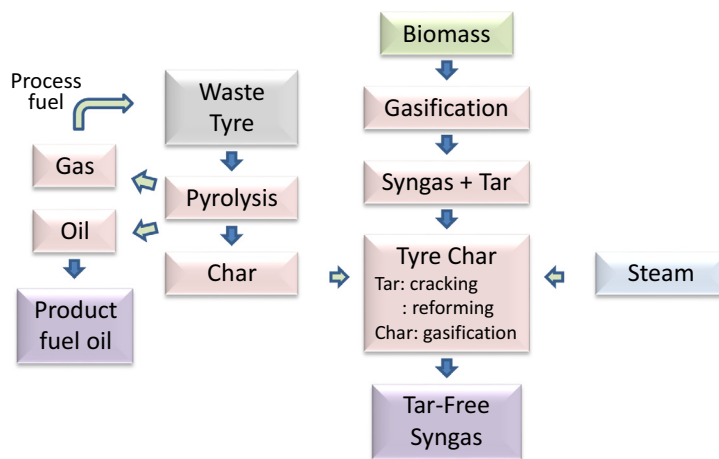 Process
fuel
Waste
Tyre
Gas
Pyrolysis
Oil
Char
Product
fuel oil
Biomass
Gasification
Syngas + Tar
Tyre Char
Tar: cracking
: reforming
Char: gasification
Steam
Tar-Free
Syngas